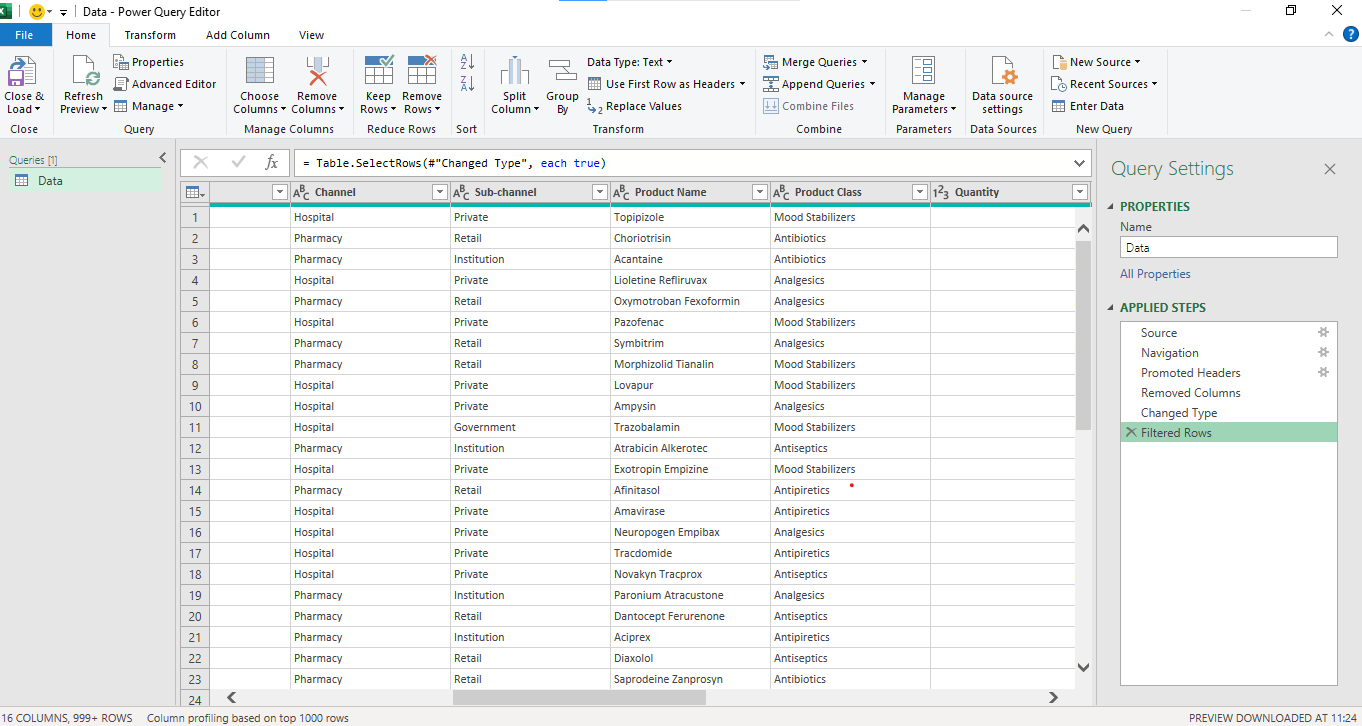 Data - Power Query Editor
File Home Transform Add Column View
Close & Load
Close
Refresh Preview
Properties
Advanced Editor
Manage
Query
Choose Columns
Remove Columns
Manage Columns
Keep Rows
Remove Rows
Reduce Rows
Sort
Split Column
Group By
Data Type: Text
Use First Row as Headers
Replace Values
Transform
Merge Queries
Append Queries
Combine Files
Combine
Manage Parameters
Parameters
Data source settings
Data Sources
New Source
Recent Sources
Enter Data
New Query
Queries [1]
Data
fx = Table.SelectRows(#"Changed Type", each true)
ABC Channel ABC Sub-channel ABC Product Name ABC Product Class 123 Quantity
1 Hospital Private Topipizole Mood Stabilizers
2 Pharmacy Retail Choriotrisin Antibiotics
3 Pharmacy Institution Acantaine Antibiotics
4 Hospital Private Lioletine Refliruvax Analgesics
5 Pharmacy Retail Oxymotroban Fexoformin Analgesics
6 Hospital Private Pazofenac Mood Stabilizers
7 Pharmacy Retail Symbitrim Analgesics
8 Pharmacy Retail Morphizolid Tianalin Mood Stabilizers
9 Hospital Private Lovapur Mood Stabilizers
10 Hospital Private Ampysin Analgesics
11 Hospital Government Trazobalamin Mood Stabilizers
12 Pharmacy Institution Atrabicin Alkerotec Antiseptics
13 Hospital Private Exotropin Empizine Mood Stabilizers
14 Pharmacy Retail Afinitasol Antipiretics
15 Hospital Private Amavirase Antipiretics
16 Hospital Private Neuropogen Empibax Analgesics
17 Hospital Private Tracdomide Antipiretics
18 Hospital Private Novakyn Tracprox Antiseptics
19 Pharmacy Institution Paronium Atracustone Analgesics
20 Pharmacy Retail Dantocept Ferurenone Antiseptics
21 Pharmacy Institution Aciprex Antipiretics
22 Pharmacy Retail Diaxolol Antiseptics
23 Pharmacy Retail Saprodeine Zanprosyn Antibiotics
24
Query Settings
PROPERTIES
Name
Data
All Properties
APPLIED STEPS
Source
Navigation
Promoted Headers
Removed Columns
Changed Type
Filtered Rows
16 COLUMNS, 999+ ROWS Column profiling based on top 1000 rows
PREVIEW DOWNLOADED AT 11:24